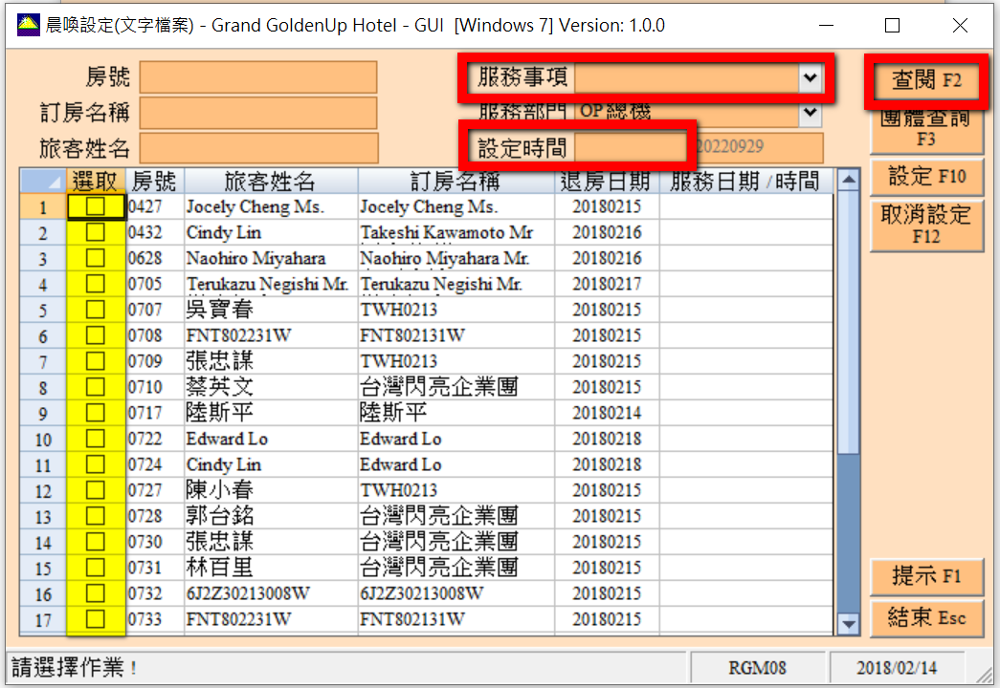 晨喚設定(文字檔案) - Grand GoldenUp Hotel - GUI [Windows 7] Version: 1.0.0
房號 服務事項 查閱 F2
訂房名稱 服務部門 OP 總機 團體查詢 F3
旅客姓名 設定時間 20220929
設定 F10
取消設定 F12
選取 房號 旅客姓名 訂房名稱 退房日期 服務日期 / 時間
1 0427 Jocely Cheng Ms. Jocely Cheng Ms. 20180215
2 0432 Cindy Lin Takeshi Kawamoto Mr 20180216
3 0628 Naohiro Miyahara Naohiro Miyahara Mr. 20180216
4 0705 Terukazu Negishi Mr. Terukazu Negishi Mr. 20180217
5 0707 吳寶春 TWH0213 20180215
6 0708 FNT802231W FNT802131W 20180215
7 0709 張忠謀 TWH0213 20180215
8 0710 蔡英文 台灣閃亮企業團 20180215
9 0717 陸斯平 陸斯平 20180214
10 0722 Edward Lo Edward Lo 20180218
11 0724 Cindy Lin Edward Lo 20180218
12 0727 陳小春 TWH0213 20180215
13 0728 郭台銘 台灣閃亮企業團 20180215
14 0730 張忠謀 台灣閃亮企業團 20180215
15 0731 林百里 台灣閃亮企業團 20180215
16 0732 6J2Z30213008W 6J2Z30213008W 20180215
17 0733 FNT802231W FNT802131W 20180215
提示 F1
結束 Esc
請選擇作業 ! RGM08 2018/02/14